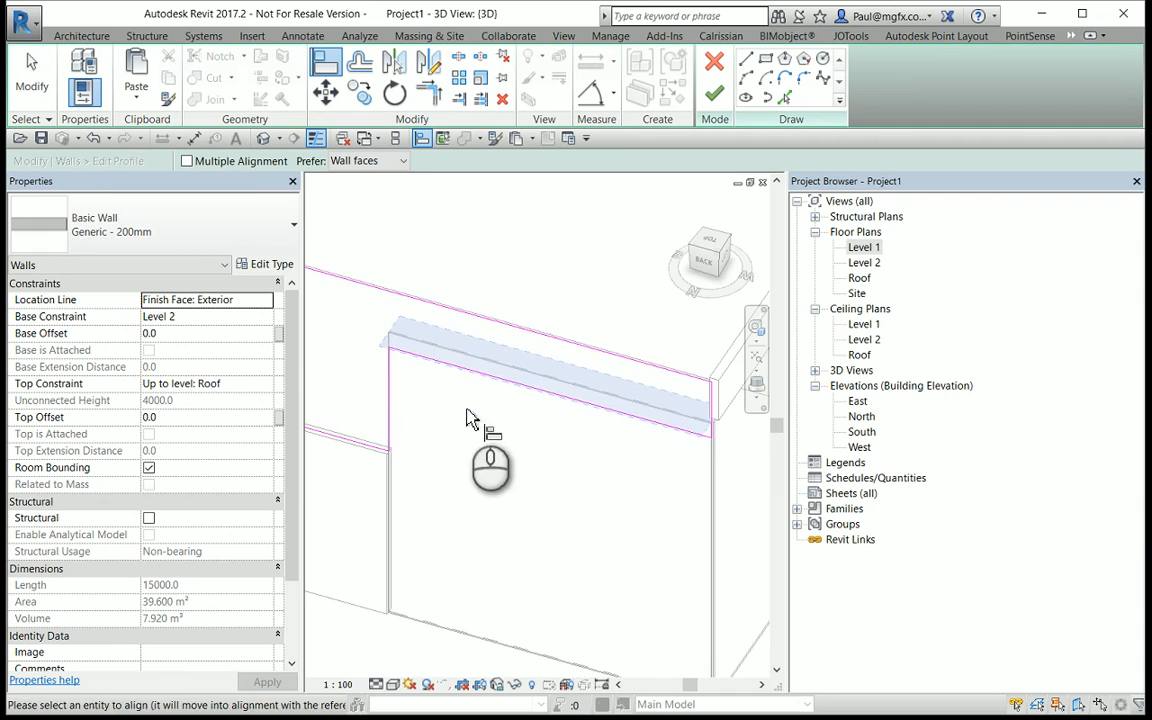 Autodesk Revit 2017.2 - Not For Resale Version - Project1 - 3D View: {3D}
Type a keyword or phrase
Paul@mgfx.co...
Architecture Structure Systems Insert Annotate Analyze Massing & Site Collaborate View Manage Add-Ins Calrissian BIMobject® JOTools Autodesk Point Layout PointSense
Modify
Paste
Notch
Cut
Join
Select Properties Clipboard Geometry Modify View Measure Create Mode Draw
Modify | Walls > Edit Profile
Multiple Alignment Prefer: Wall faces
Properties
Basic Wall
Generic - 200mm
Walls
Edit Type
Constraints
Location Line Finish Face: Exterior
Base Constraint Level 2
Base Offset 0.0
Base is Attached
Base Extension Distance 0.0
Top Constraint Up to level: Roof
Unconnected Height 4000.0
Top Offset 0.0
Top is Attached
Top Extension Distance 0.0
Room Bounding
Related to Mass
Structural
Structural
Enable Analytical Model
Structural Usage Non-bearing
Dimensions
Length 15000.0
Area 39.600 m²
Volume 7.920 m³
Identity Data
Image
Comments
Properties help
Apply
TOP
BACK
N
1 : 100
Project Browser - Project1
Views (all)
Structural Plans
Floor Plans
Level 1
Level 2
Roof
Site
Ceiling Plans
Level 1
Level 2
Roof
3D Views
Elevations (Building Elevation)
East
North
South
West
Legends
Schedules/Quantities
Sheets (all)
Families
Groups
Revit Links
Please select an entity to align (it will move into alignment with the refere
:0
Main Model